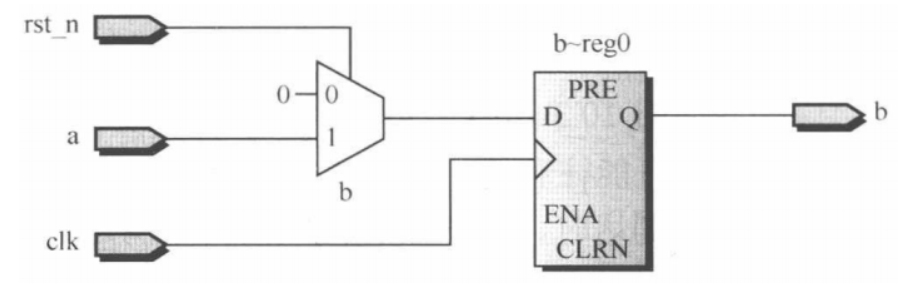 rst_n
b~reg0
PRE
0
0
D
Q
a
1
b
b
ENA
clk
CLRN